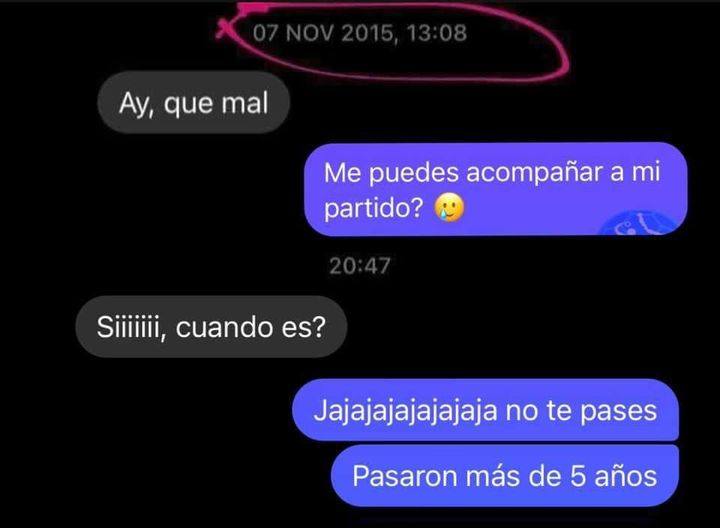 07 NOV 2015, 13:08
Ay, que mal
Me puedes acompañar a mi
partido? 🥲
20:47
Siiiiiii, cuando es?
Jajajajajajajaja no te pases
Pasaron más de 5 años